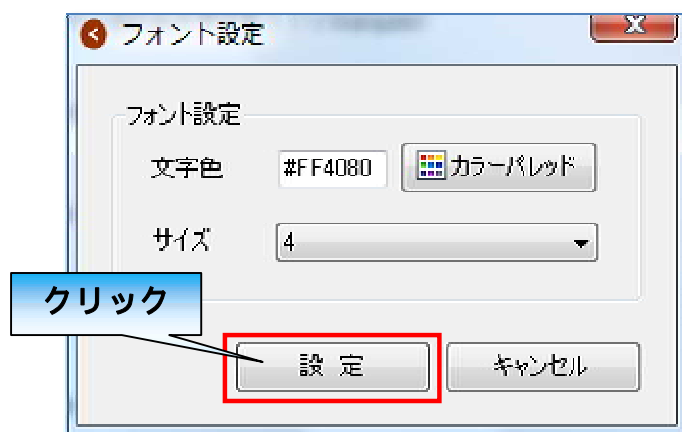 フォント設定
フォント設定
文字色 #FF4080 カラーパレッド
サイズ 4
クリック
設 定 キャンセル